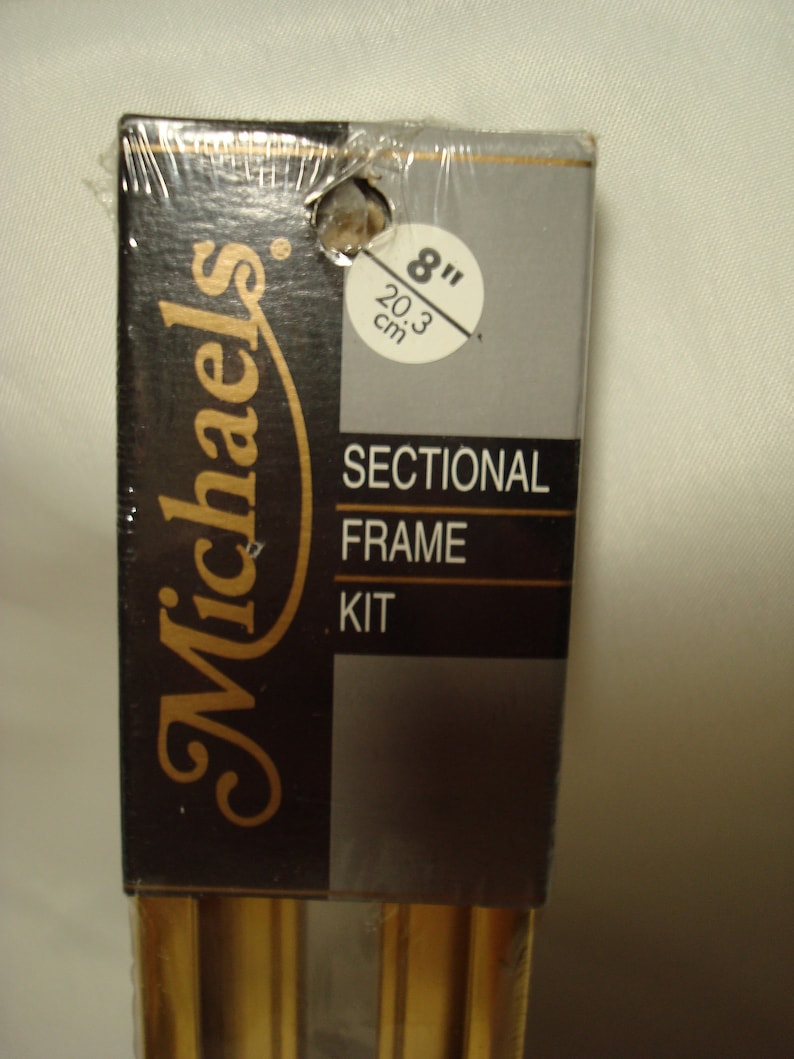 Michaels®
8"
20.3
cm
SECTIONAL
FRAME
KIT